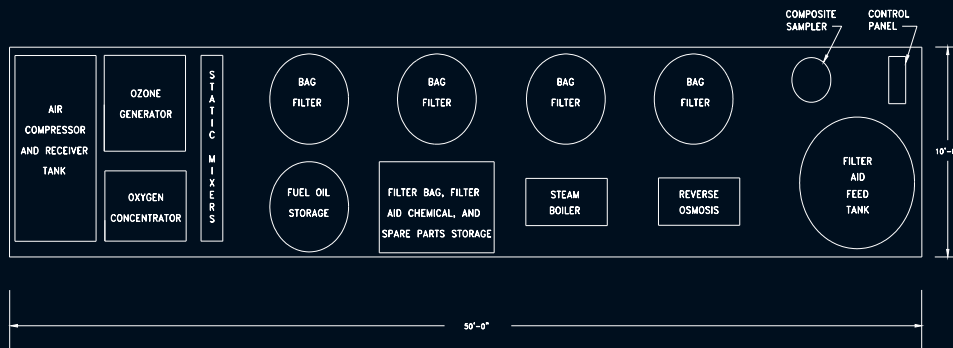 COMPOSITE
SAMPLER
CONTROL
PANEL
AIR
COMPRESSOR
AND RECEIVER
TANK
OZONE
GENERATOR
OXYGEN
CONCENTRATOR
STATIC MIXERS
BAG
FILTER
BAG
FILTER
BAG
FILTER
BAG
FILTER
FUEL OIL
STORAGE
FILTER BAG, FILTER
AID CHEMICAL, AND
SPARE PARTS STORAGE
STEAM
BOILER
REVERSE
OSMOSIS
FILTER
AID
FEED
TANK
50'-0"